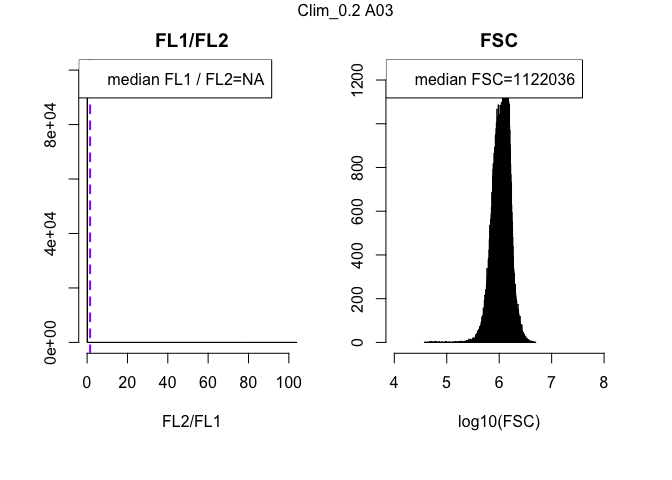 Clim_0.2 A03
FL1/FL2
median FL1 / FL2=NA
0e+00
4e+04
8e+04
0 20 40 60 80 100
FL2/FL1
FSC
median FSC=1122036
0
200
400
600
800
1200
4 5 6 7 8
log10(FSC)